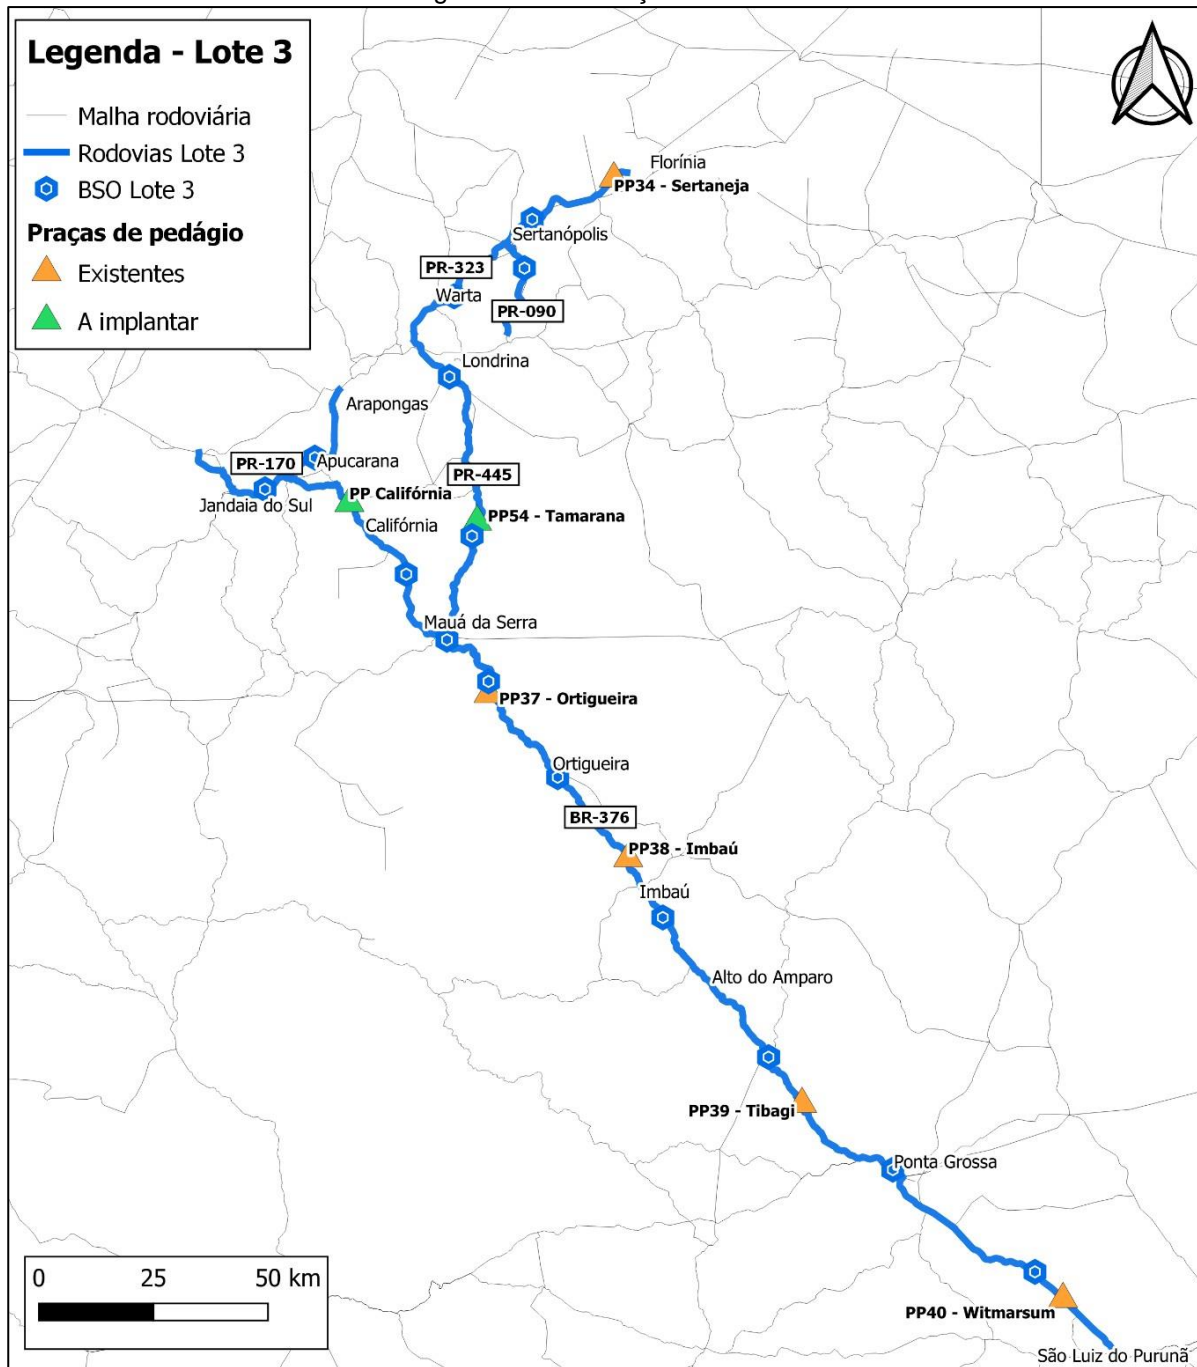 Legenda - Lote 3
Malha rodoviária
Rodovias Lote 3
BSO Lote 3
Praças de pedágio
Existentes
A implantar
Florínia
PP34 - Sertaneja
Sertanópolis
PR-323
Warta
PR-090
Londrina
Arapongas
PR-170
Apucarana
PR-445
Jandaia do Sul
PP Califórnia
Califórnia
PP54 - Tamarana
Mauá da Serra
PP37 - Ortigueira
Ortigueira
BR-376
PP38 - Imbaú
Imbaú
Alto do Amparo
PP39 - Tibagi
Ponta Grossa
0 25 50 km
PP40 - Witmarsum
São Luiz do Purunã